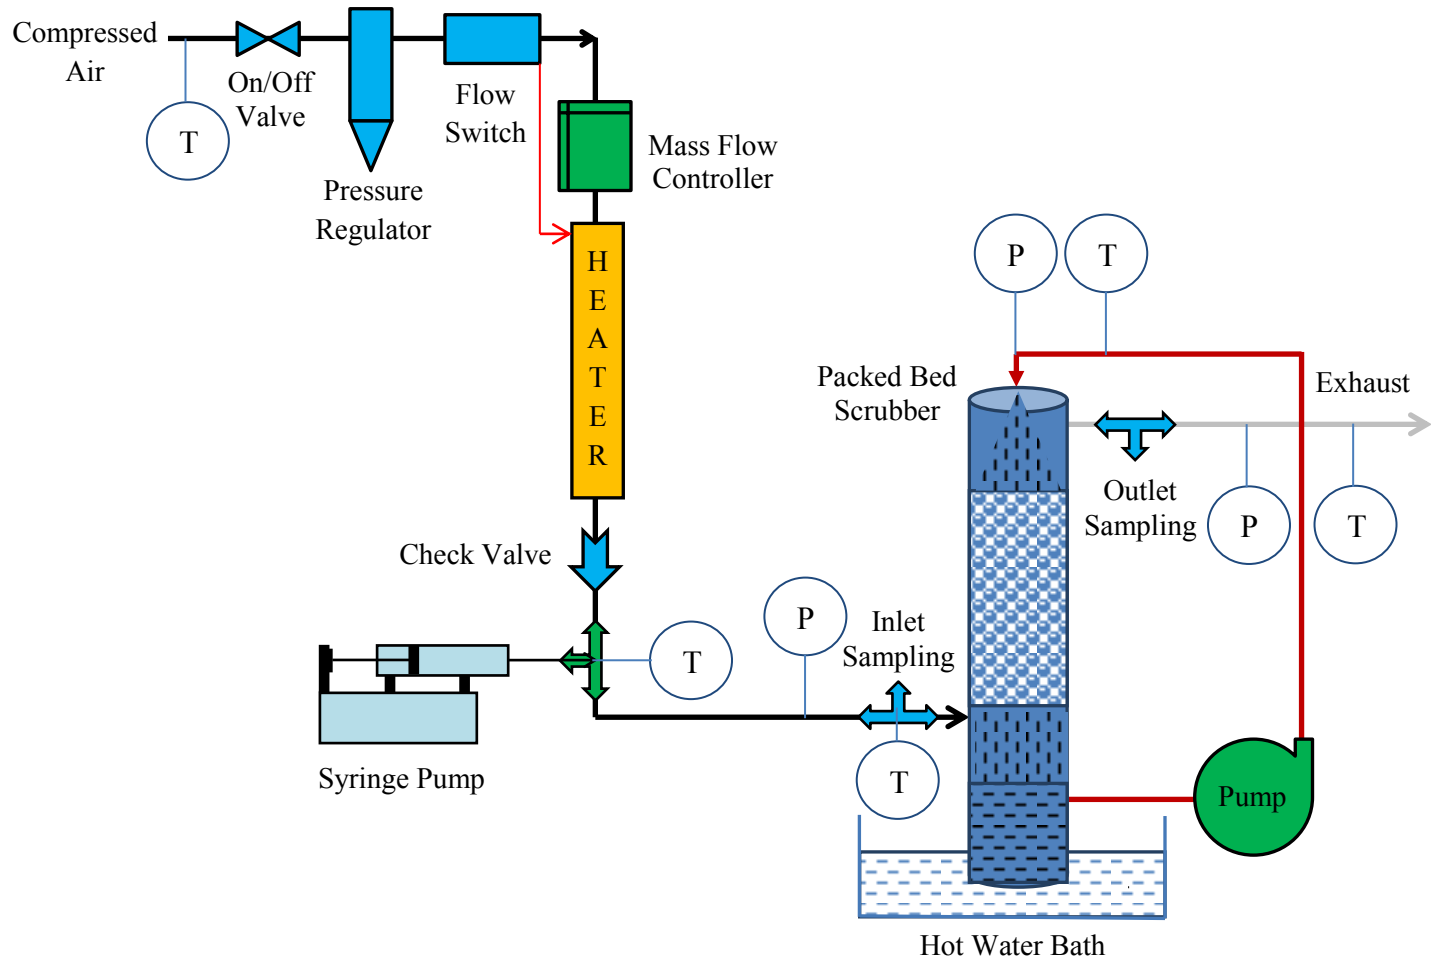 Compressed
Air
T
On/Off
Valve
Pressure
Regulator
Flow
Switch
Mass Flow
Controller
H
E
A
T
E
R
Check Valve
Syringe Pump
T
P
Inlet
Sampling
T
P
T
Packed Bed
Scrubber
Exhaust
Outlet
Sampling
P
T
Pump
Hot Water Bath